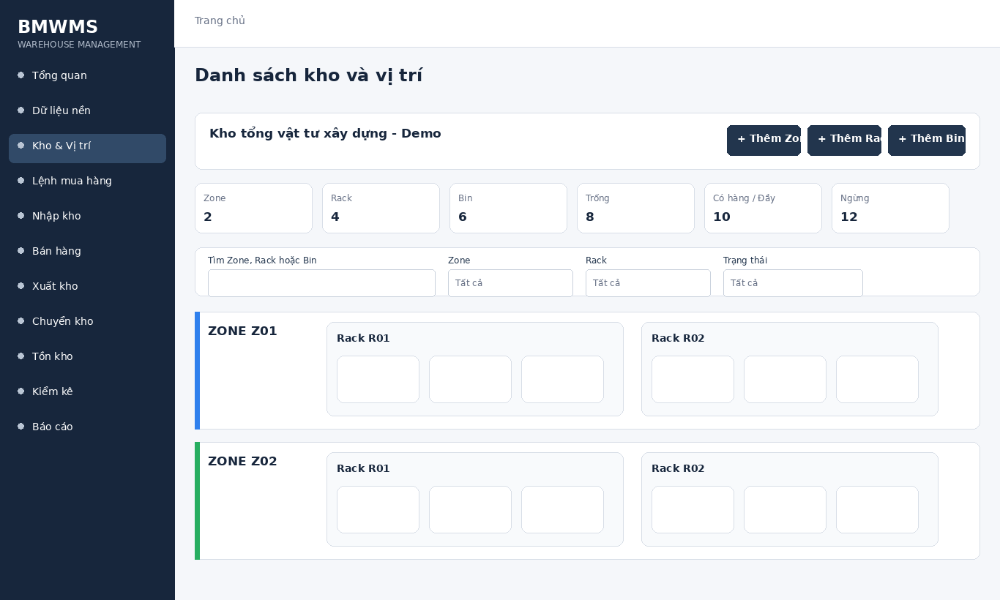 BMWMS
WAREHOUSE MANAGEMENT
Tổng quan
Dữ liệu nền
Kho & Vị trí
Lệnh mua hàng
Nhập kho
Bán hàng
Xuất kho
Chuyển kho
Tồn kho
Kiểm kê
Báo cáo
Trang chủ
Danh sách kho và vị trí
Kho tổng vật tư xây dựng - Demo
+ Thêm Zo
+ Thêm Ra
+ Thêm Bin
Zone
2
Rack
4
Bin
6
Trống
8
Có hàng / Đầy
10
Ngừng
12
Tìm Zone, Rack hoặc Bin
Zone
Tất cả
Rack
Tất cả
Trạng thái
Tất cả
ZONE Z01
Rack R01
Rack R02
ZONE Z02
Rack R01
Rack R02